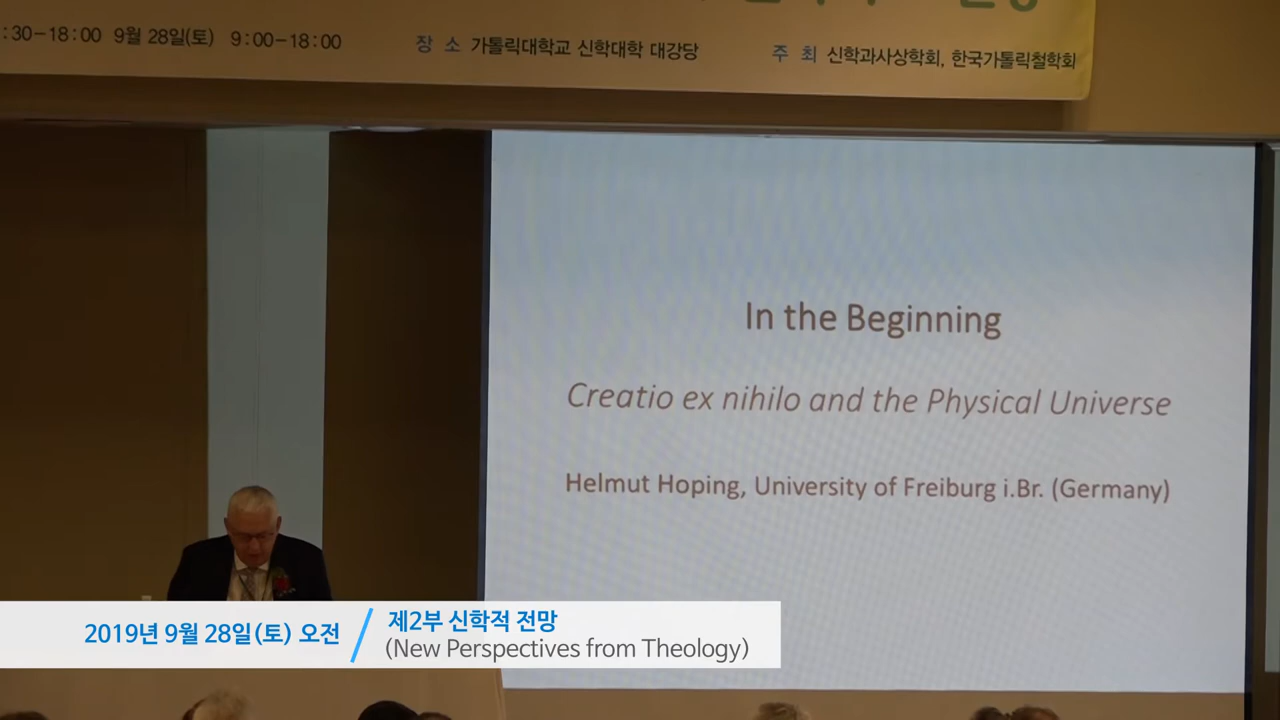 :30-18:00 9월 28일(토) 9:00-18:00 장 소 가톨릭대학교 신학대학 대강당 주 최 신학과사상학회, 한국가톨릭철학회
In the Beginning
Creatio ex nihilo and the Physical Universe
Helmut Hoping, University of Freiburg i.Br. (Germany)
2019년 9월 28일(토) 오전
제2부 신학적 전망
(New Perspectives from Theology)